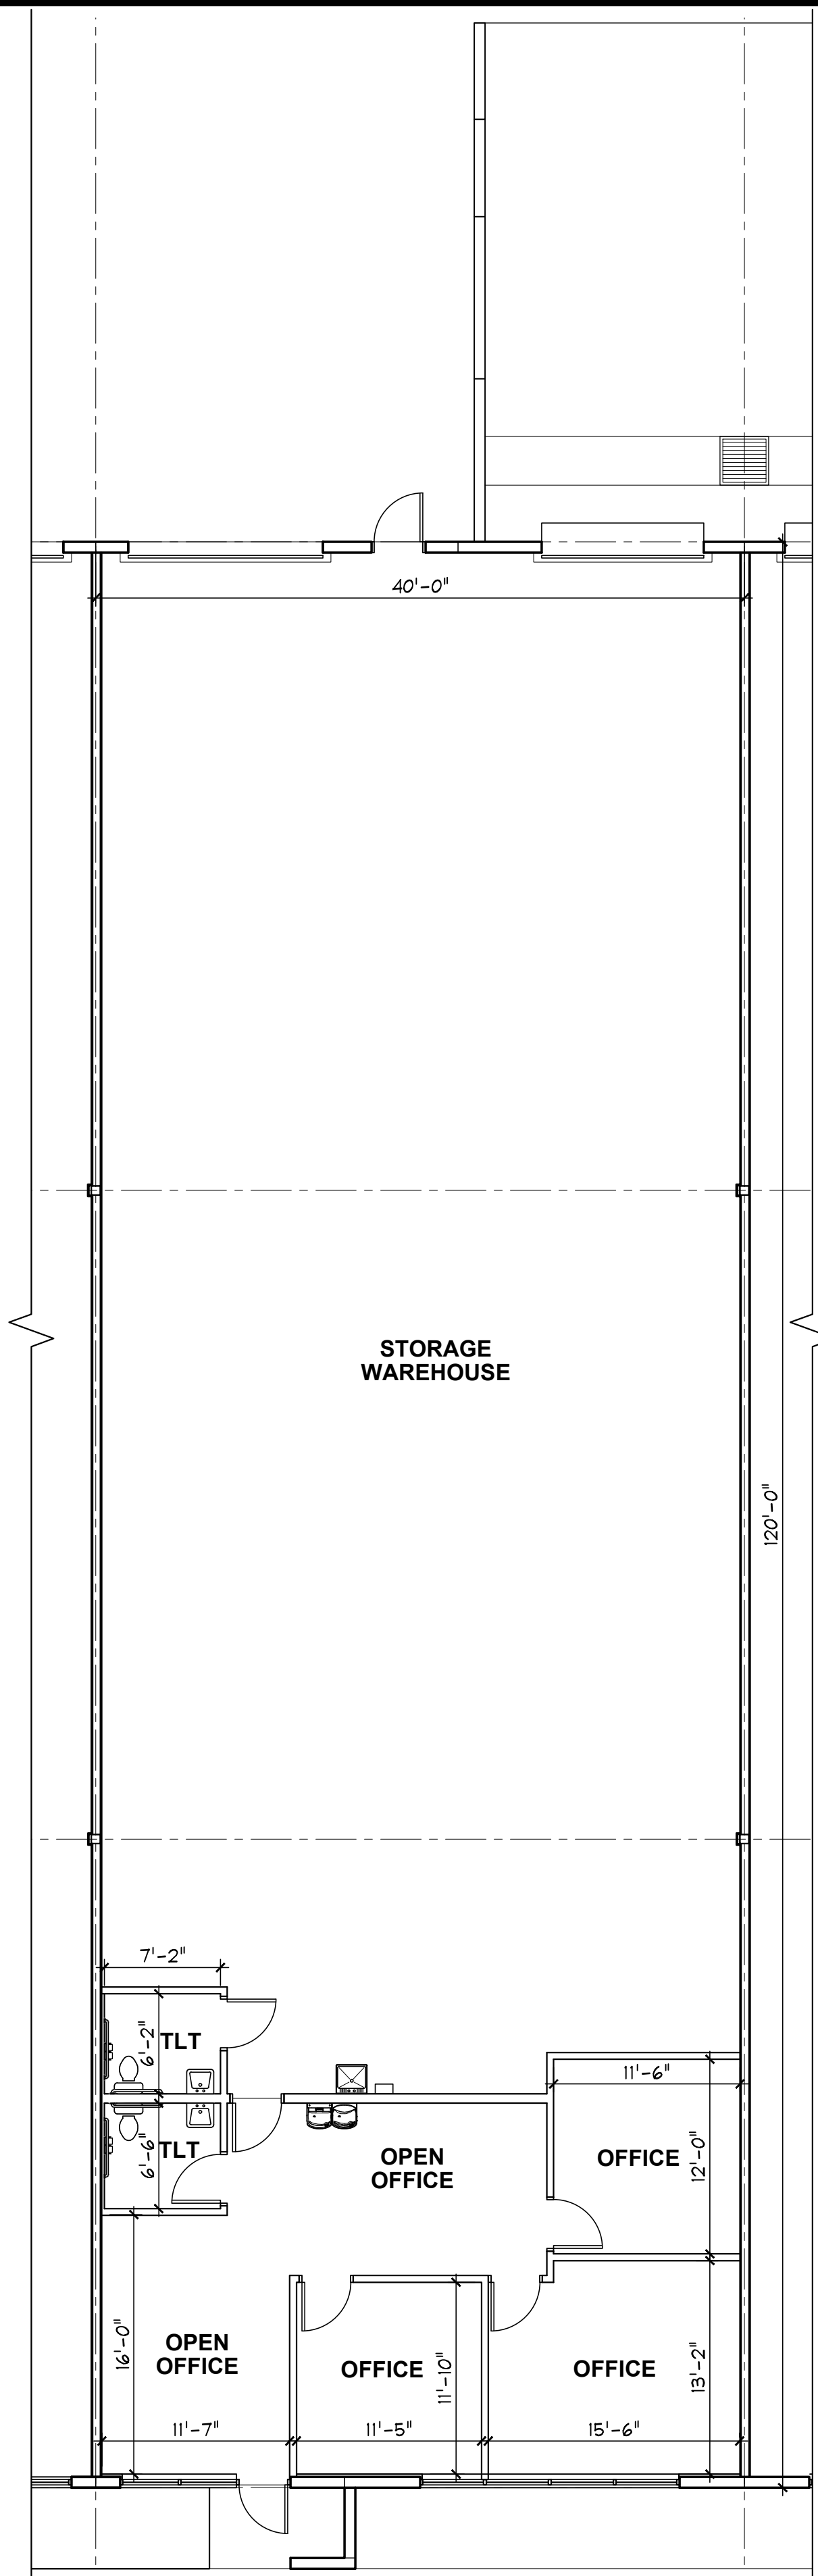 40'-0"
STORAGE
WAREHOUSE
120'-0"
7'-2"
6'-2"
TLT
11'-6"
6'-6"
TLT
OPEN
OFFICE
OFFICE
12'-0"
16'-0"
OPEN
OFFICE
OFFICE
11'-10"
OFFICE
13'-2"
11'-7"
11'-5"
15'-6"